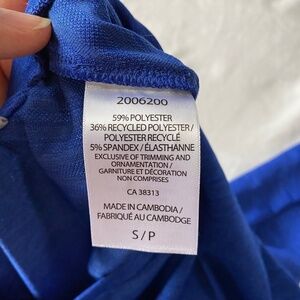 2006200
59% POLYESTER
36% RECYCLED POLYESTER /
POLYESTER RECYCLÉ
5% SPANDEX / ÉLASTHANNE
EXCLUSIVE OF TRIMMING AND
ORNAMENTATION /
GARNITURE ET DÉCORATION
NON COMPRISES
CA 38313
MADE IN CAMBODIA /
FABRIQUÉ AU CAMBODGE
S / P